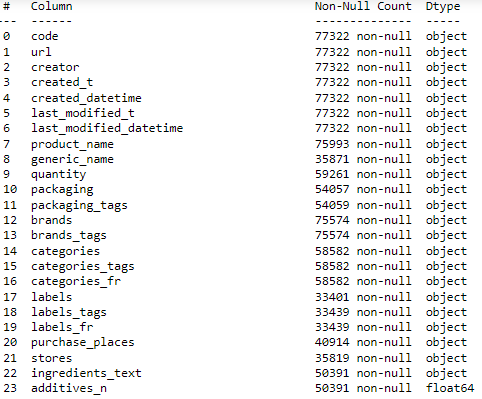 #   Column                  Non-Null Count  Dtype
--- ------                  --------------  -----
0   code                    77322 non-null  object
1   url                     77322 non-null  object
2   creator                 77322 non-null  object
3   created_t               77322 non-null  object
4   created_datetime        77322 non-null  object
5   last_modified_t         77322 non-null  object
6   last_modified_datetime  77322 non-null  object
7   product_name            75993 non-null  object
8   generic_name            35871 non-null  object
9   quantity                59261 non-null  object
10  packaging               54057 non-null  object
11  packaging_tags          54059 non-null  object
12  brands                  75574 non-null  object
13  brands_tags             75574 non-null  object
14  categories              58582 non-null  object
15  categories_tags         58582 non-null  object
16  categories_fr           58582 non-null  object
17  labels                  33401 non-null  object
18  labels_tags             33439 non-null  object
19  labels_fr               33439 non-null  object
20  purchase_places         40914 non-null  object
21  stores                  35819 non-null  object
22  ingredients_text        50391 non-null  object
23  additives_n             50391 non-null  float64